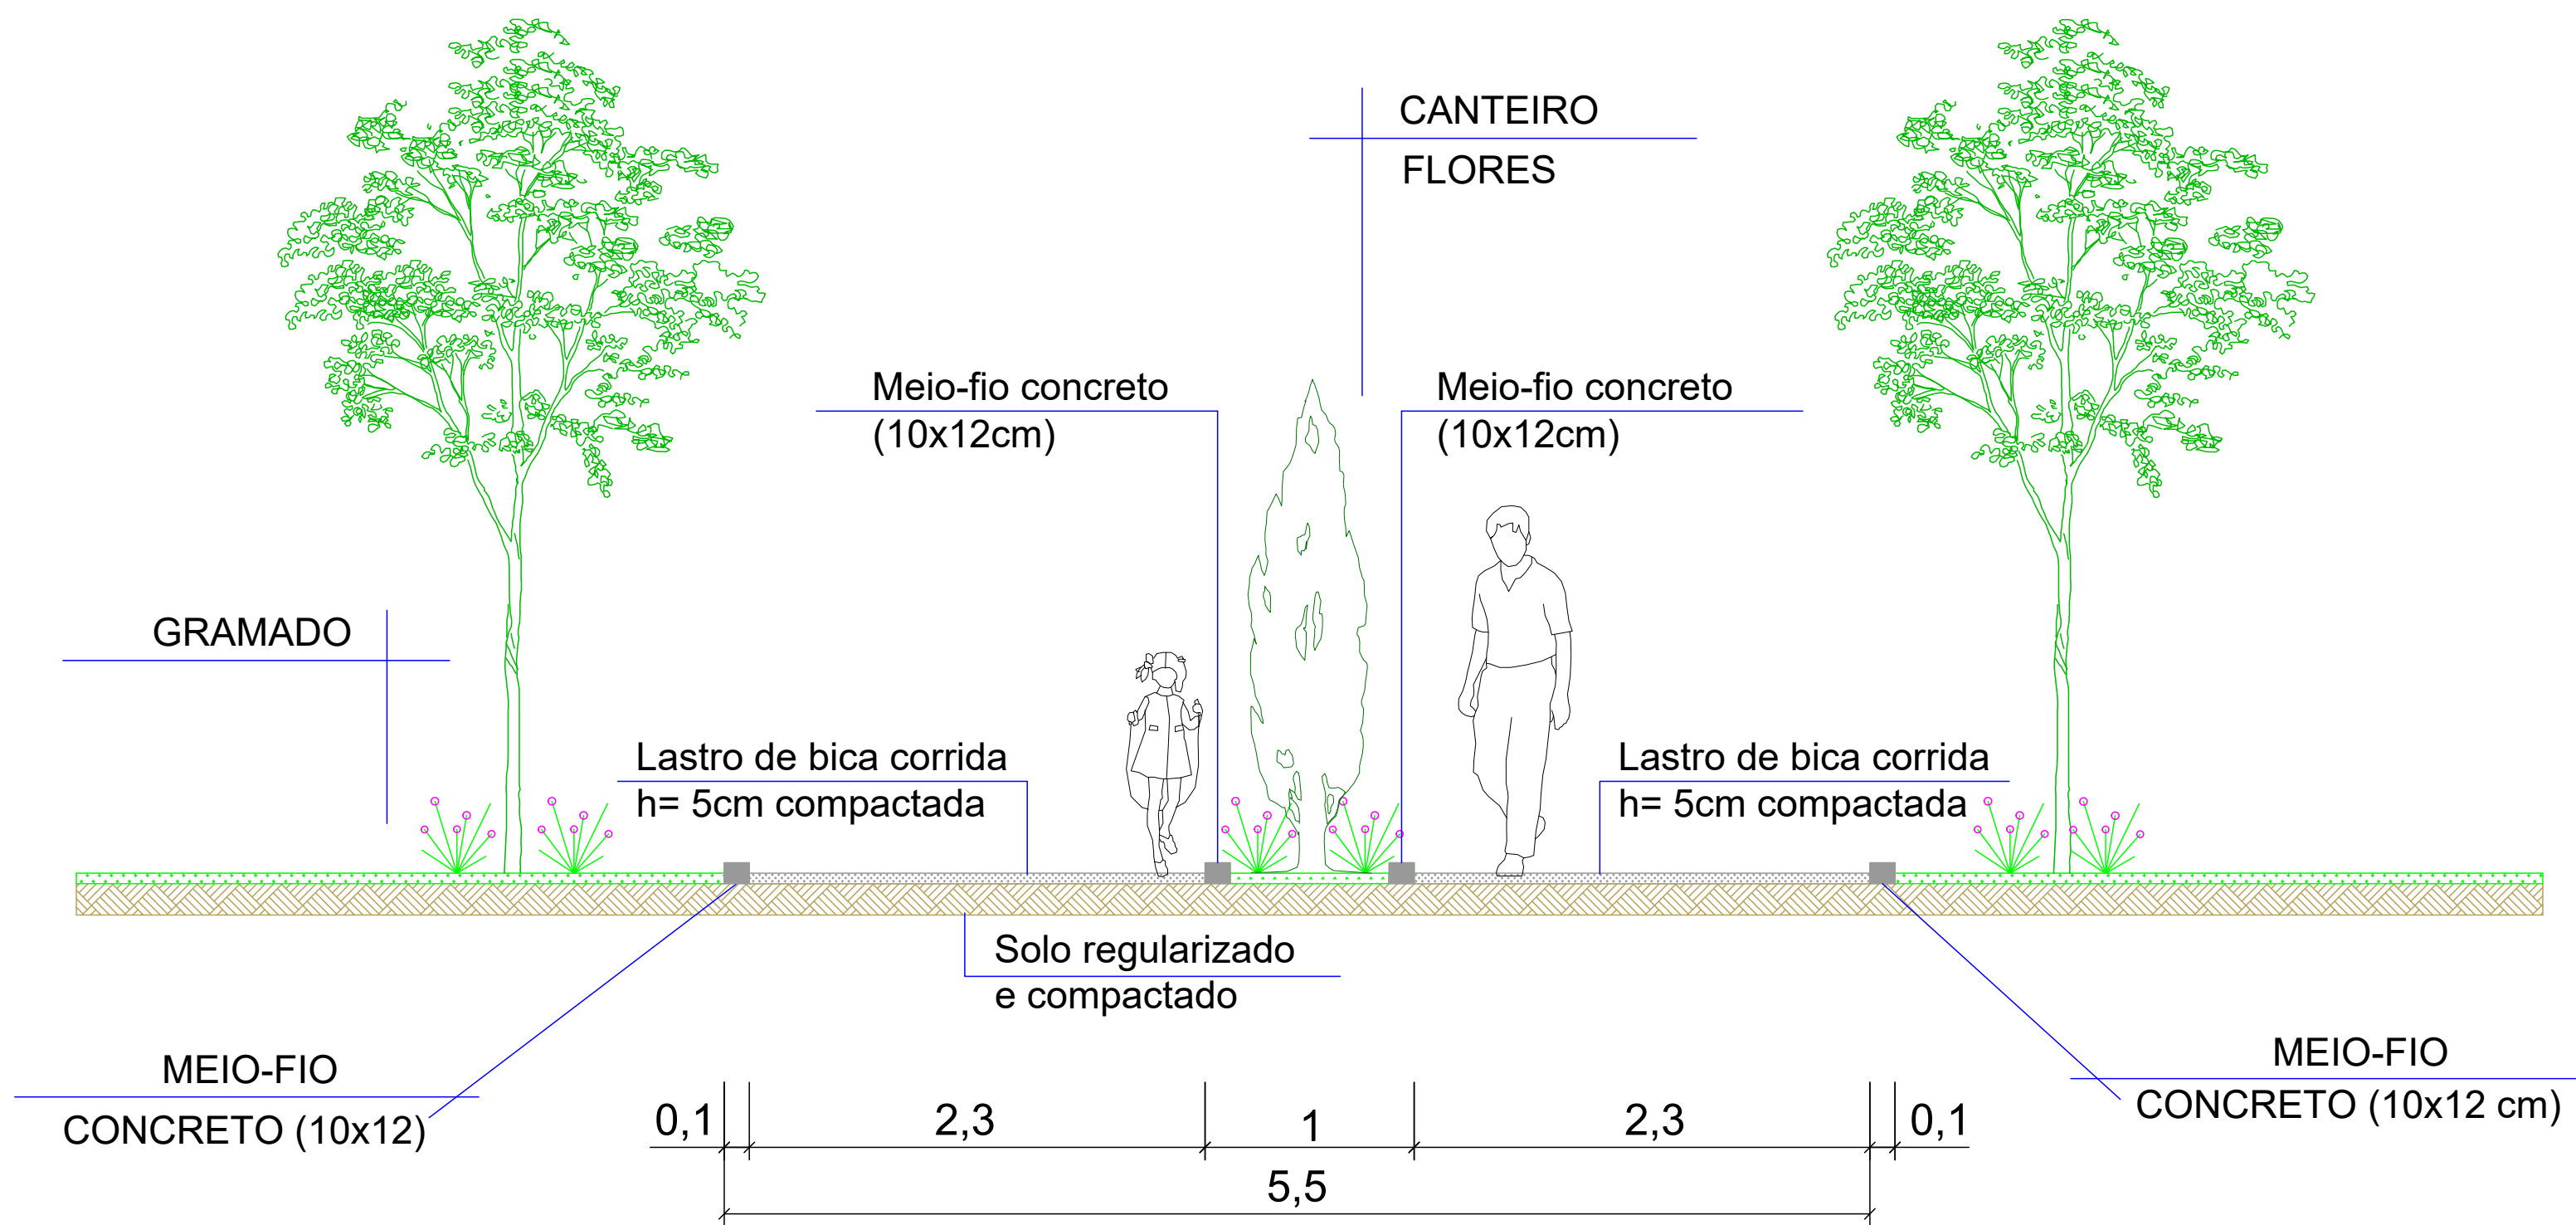 CANTEIRO
FLORES
Meio-fio concreto
(10x12cm)
Meio-fio concreto
(10x12cm)
GRAMADO
Lastro de bica corrida
h= 5cm compactada
Lastro de bica corrida
h= 5cm compactada
Solo regularizado
e compactado
MEIO-FIO
CONCRETO (10x12)
MEIO-FIO
CONCRETO (10x12 cm)
0,1 2,3 1 2,3 0,1
5,5